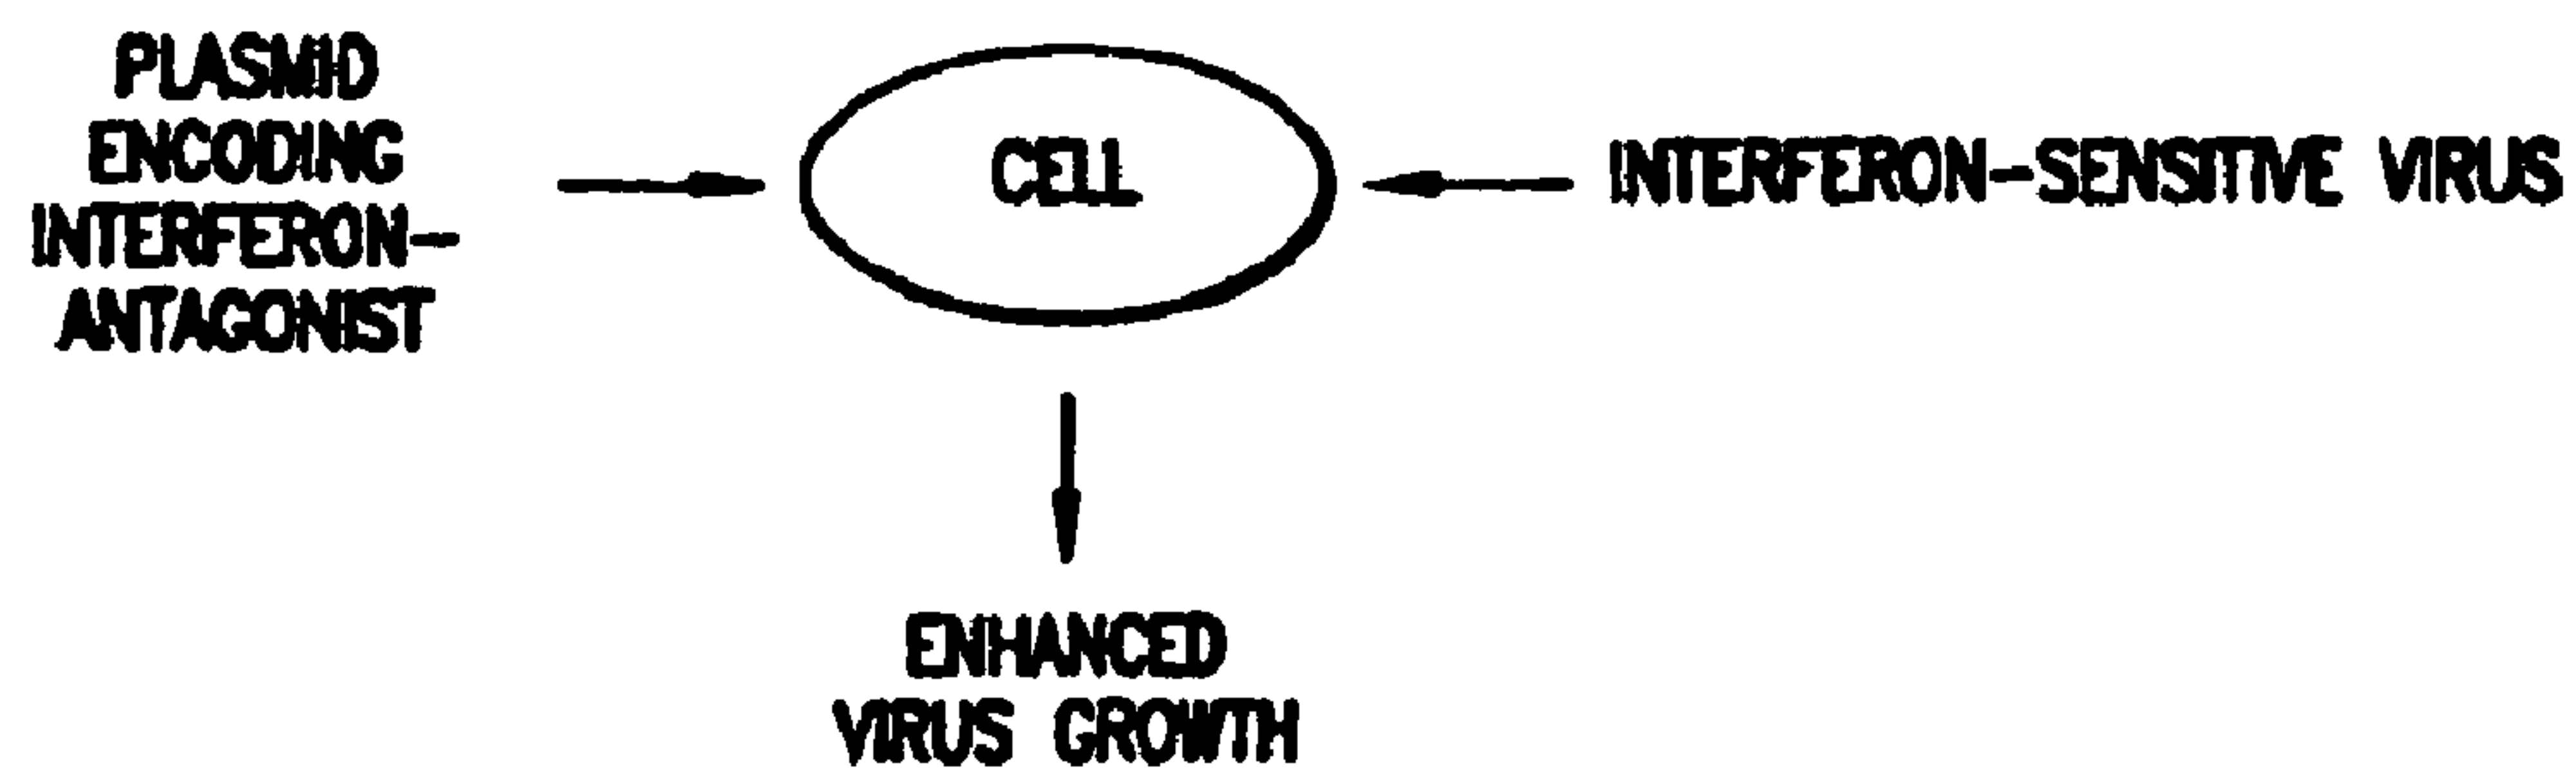 PLASMID
ENCODING
INTERFERON-
ANTAGONIST
CELL
INTERFERON-SENSITIVE VIRUS
ENHANCED
VIRUS GROWTH